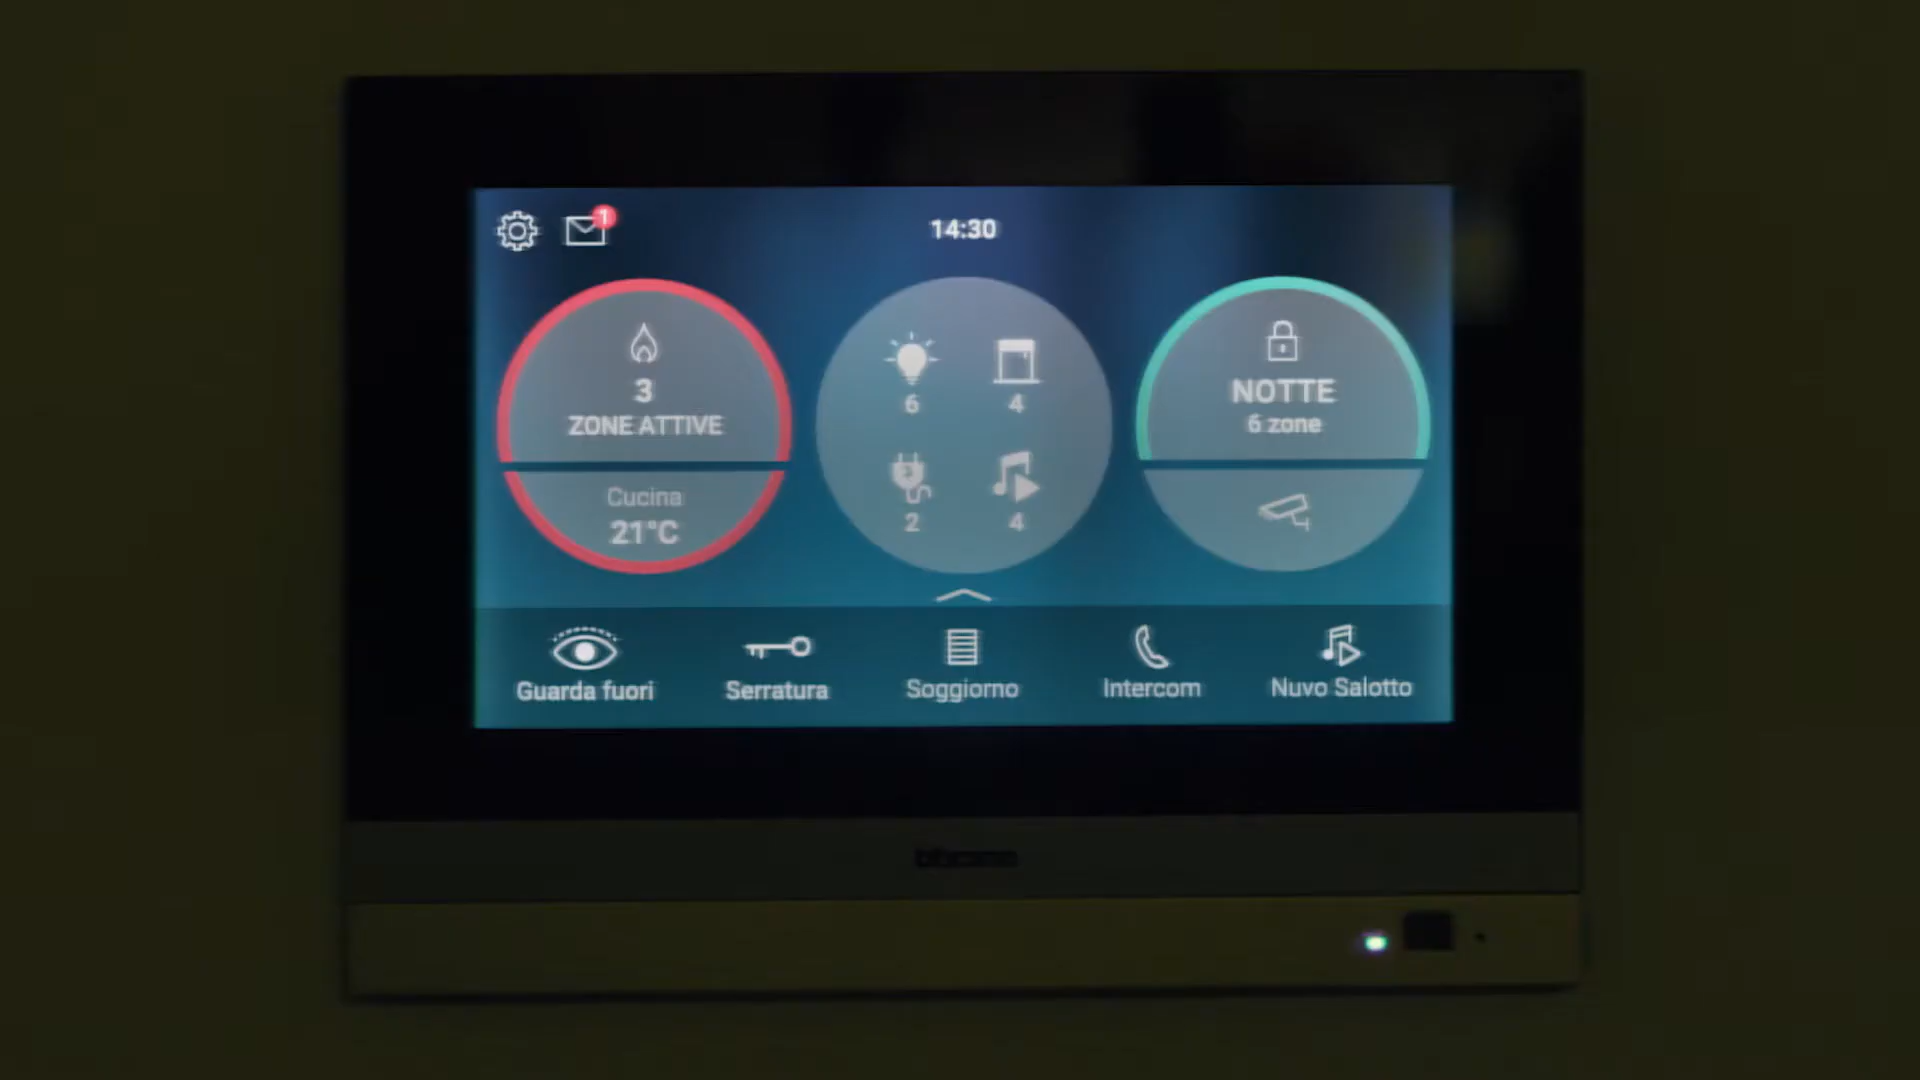 1
14:30
3
ZONE ATTIVE
Cucina
21°C
6
4
2
4
NOTTE
6 zone
Guarda fuori
Serratura
Soggiorno
Intercom
Nuvo Salotto